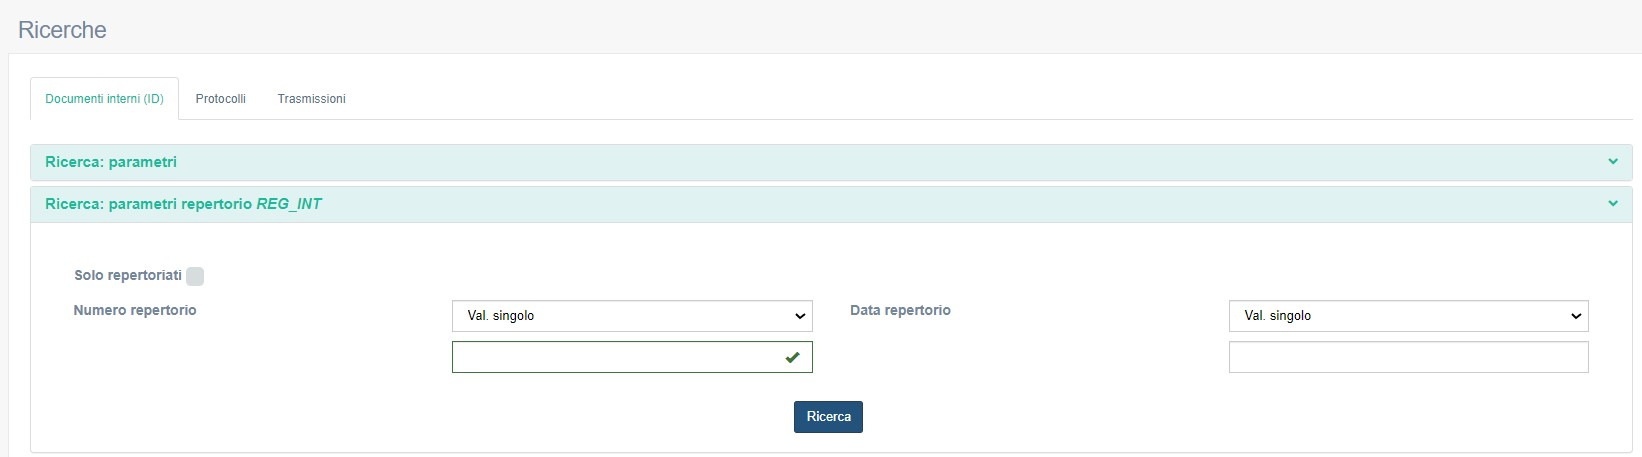 Ricerche
Documenti interni (ID) Protocolli Trasmissioni
Ricerca: parametri
Ricerca: parametri repertorio REG_INT
Solo repertoriati
Numero repertorio Val. singolo Data repertorio Val. singolo
Ricerca